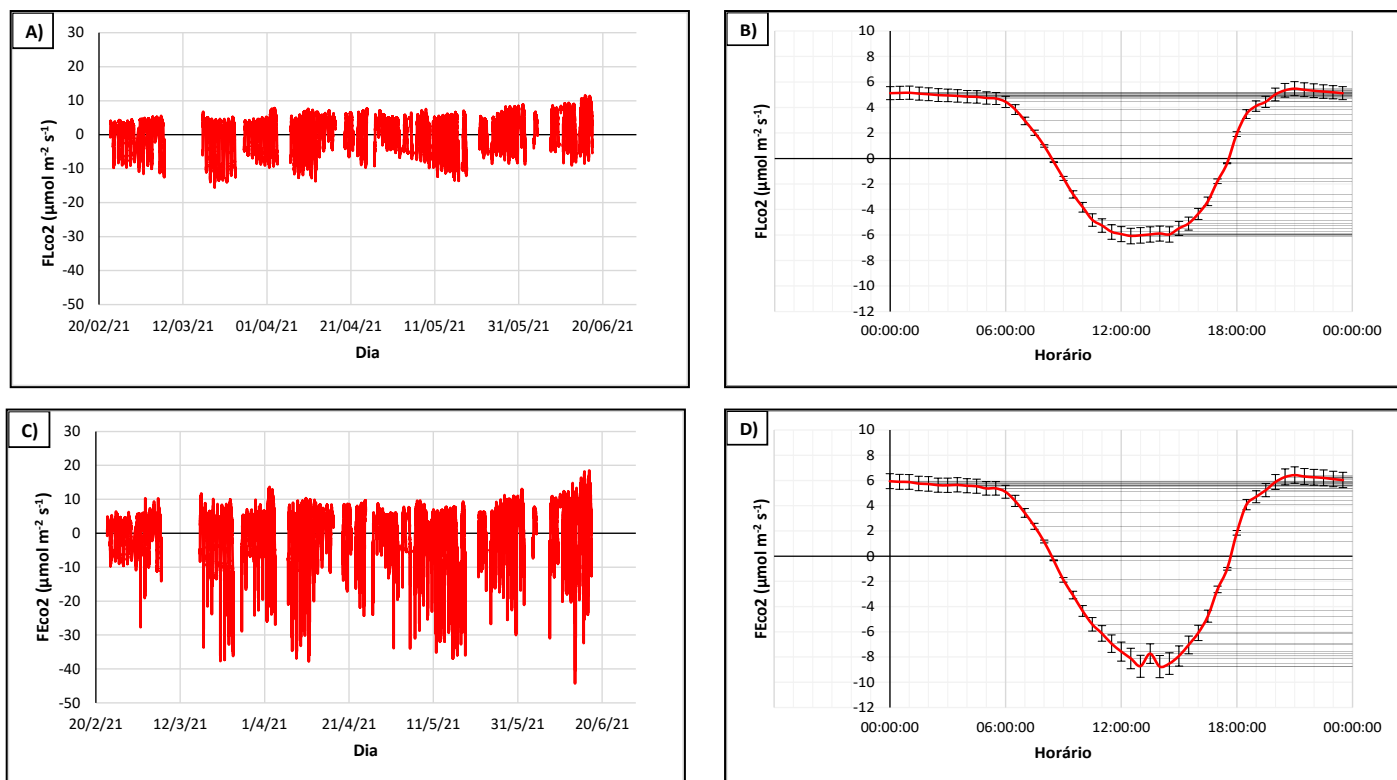 A)
FLco2 (µmol m⁻² s⁻¹)
30
20
10
0
-10
-20
-30
-40
-50
20/02/21 12/03/21 01/04/21 21/04/21 11/05/21 31/05/21 20/06/21
Dia
B)
FLco2 (µmol m⁻² s⁻¹)
10
8
6
4
2
0
-2
-4
-6
-8
-10
-12
00:00:00 06:00:00 12:00:00 18:00:00 00:00:00
Horário
C)
FEco2 (µmol m⁻² s⁻¹)
30
20
10
0
-10
-20
-30
-40
-50
20/2/21 12/3/21 1/4/21 21/4/21 11/5/21 31/5/21 20/6/21
Dia
D)
FEco2 (µmol m⁻² s⁻¹)
10
8
6
4
2
0
-2
-4
-6
-8
-10
-12
00:00:00 06:00:00 12:00:00 18:00:00 00:00:00
Horário